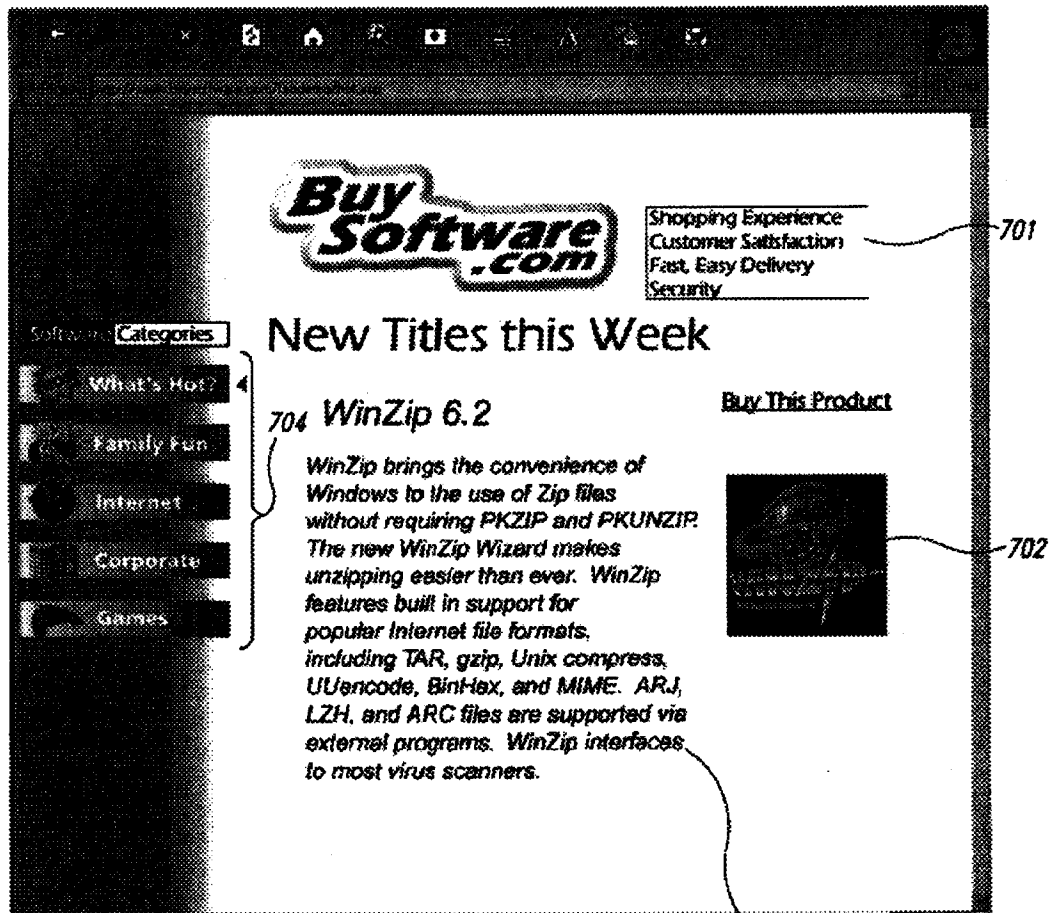 Buy
Software
.com
Shopping Experience
Customer Satisfaction
Fast, Easy Delivery
Security
701
Software Categories
New Titles this Week
What's Hot?
Family Fun
Internet
Corporate
Games
704
WinZip 6.2
Buy This Product
WinZip brings the convenience of
Windows to the use of Zip files
without requiring PKZIP and PKUNZIP.
The new WinZip Wizard makes
unzipping easier than ever. WinZip
features built in support for
popular Internet file formats,
including TAR, gzip, Unix compress,
UUencode, BinHex, and MIME. ARJ,
LZH, and ARC files are supported via
external programs. WinZip interfaces
to most virus scanners.
702